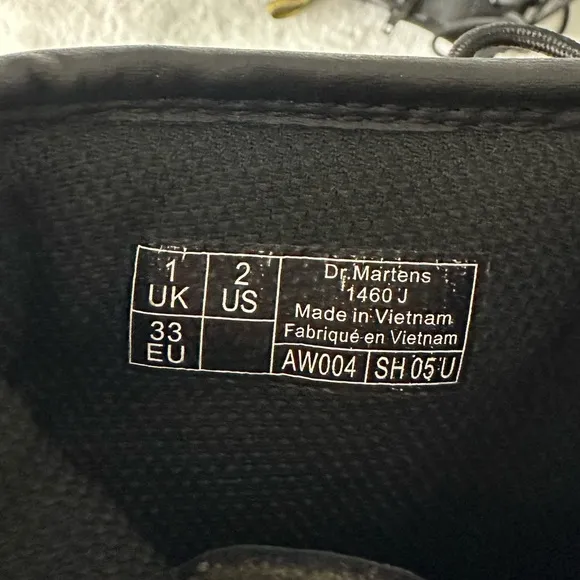 1
UK
2
US
33
EU
Dr.Martens
1460 J
Made in Vietnam
Fabriqué en Vietnam
AW004
SH 05 U